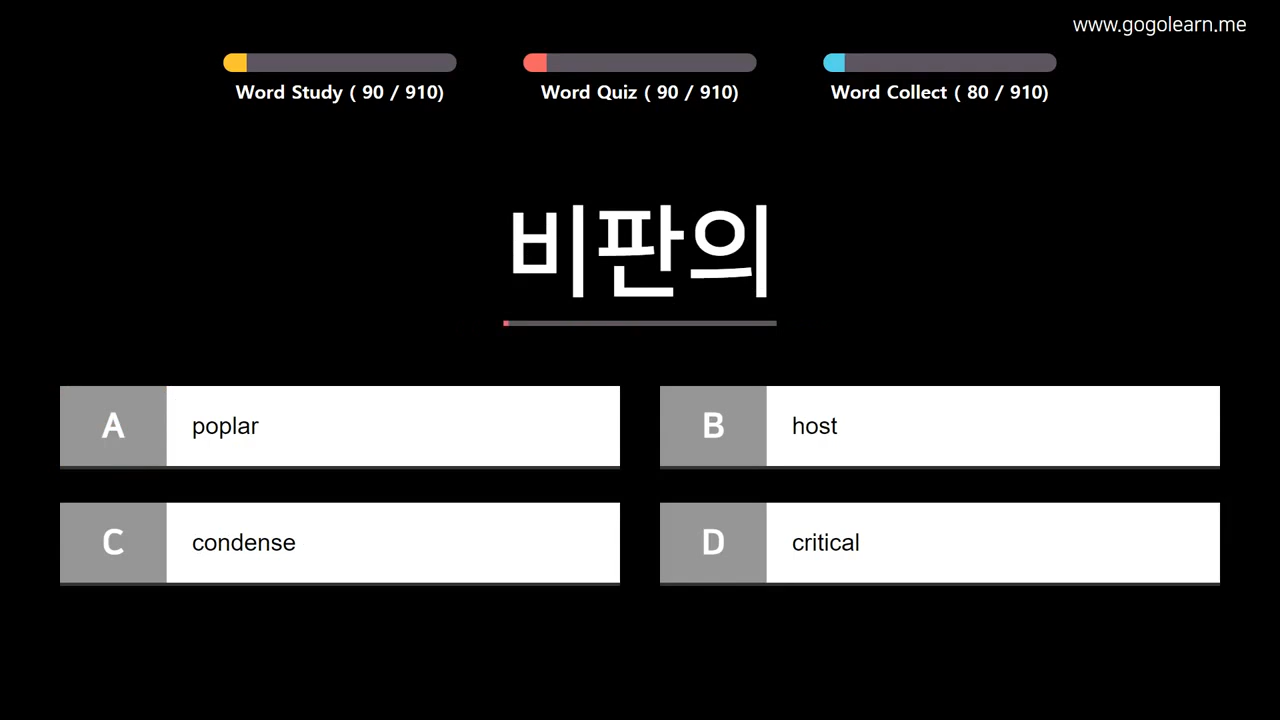 www.gogolearn.me
Word Study ( 90 / 910)
Word Quiz ( 90 / 910)
Word Collect ( 80 / 910)
비판의
A poplar
B host
C condense
D critical